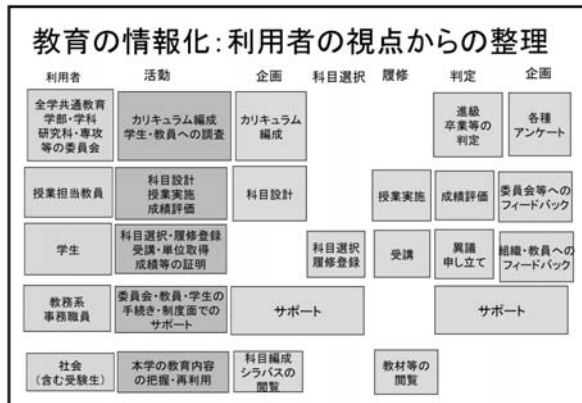 教育の情報化：利用者の視点からの整理
利用者 活動 企画 科目選択 履修 判定 企画
全学共通教育
学部・学科
研究科・専攻
等の委員会
カリキュラム編成
学生・教員への調査
カリキュラム
編成
進級
卒業等の
判定
各種
アンケート
授業担当教員
科目設計
授業実施
成績評価
科目設計
授業実施
成績評価
委員会等への
フィードバック
学生
科目選択・履修登録
受講・単位取得
成績等の証明
科目選択
履修登録
受講
異議
申し立て
組織・教員への
フィードバック
教務系
事務職員
委員会・教員・学生の
手続き・制度面での
サポート
サポート
サポート
社会
（含む受験生）
本学の教育内容
の把握・再利用
科目編成
シラバスの
閲覧
教材等の
閲覧